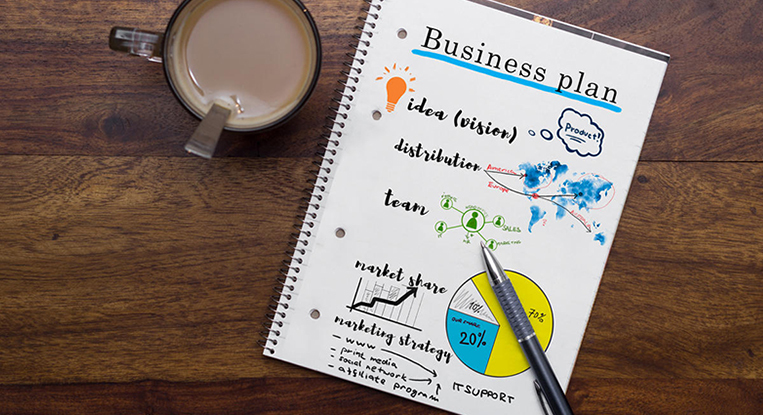 Business plan
idea (vision)
Product!
distribution
America
Europe
team
SALES
market share
10%
70%
our market
20%
marketing strategy
- www
- print media
- social network
- affiliate program
IT SUPPORT